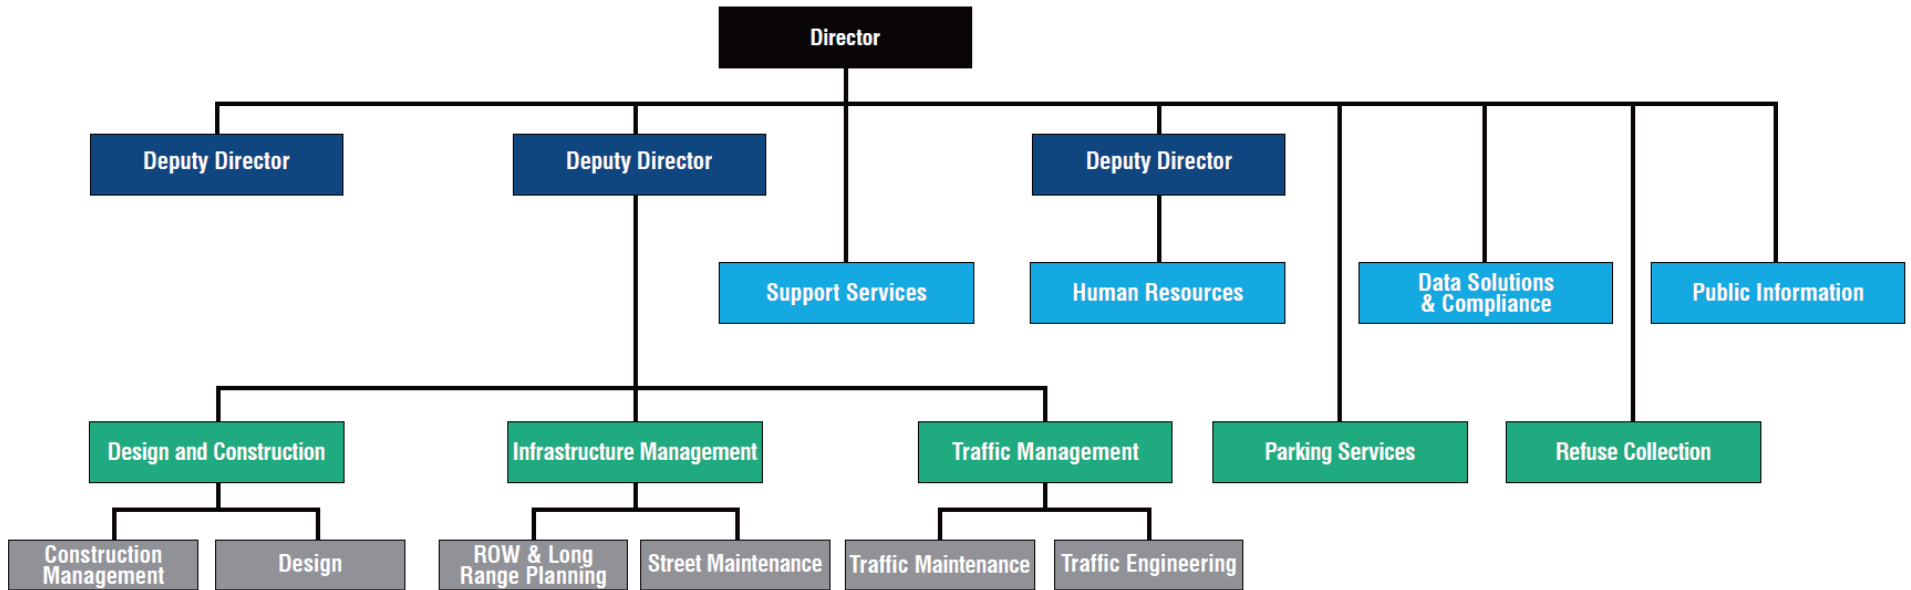 Director
Deputy Director
Deputy Director
Deputy Director
Support Services
Human Resources
Data Solutions
& Compliance
Public Information
Design and Construction
Infrastructure Management
Traffic Management
Parking Services
Refuse Collection
Construction
Management
Design
ROW & Long
Range Planning
Street Maintenance
Traffic Maintenance
Traffic Engineering